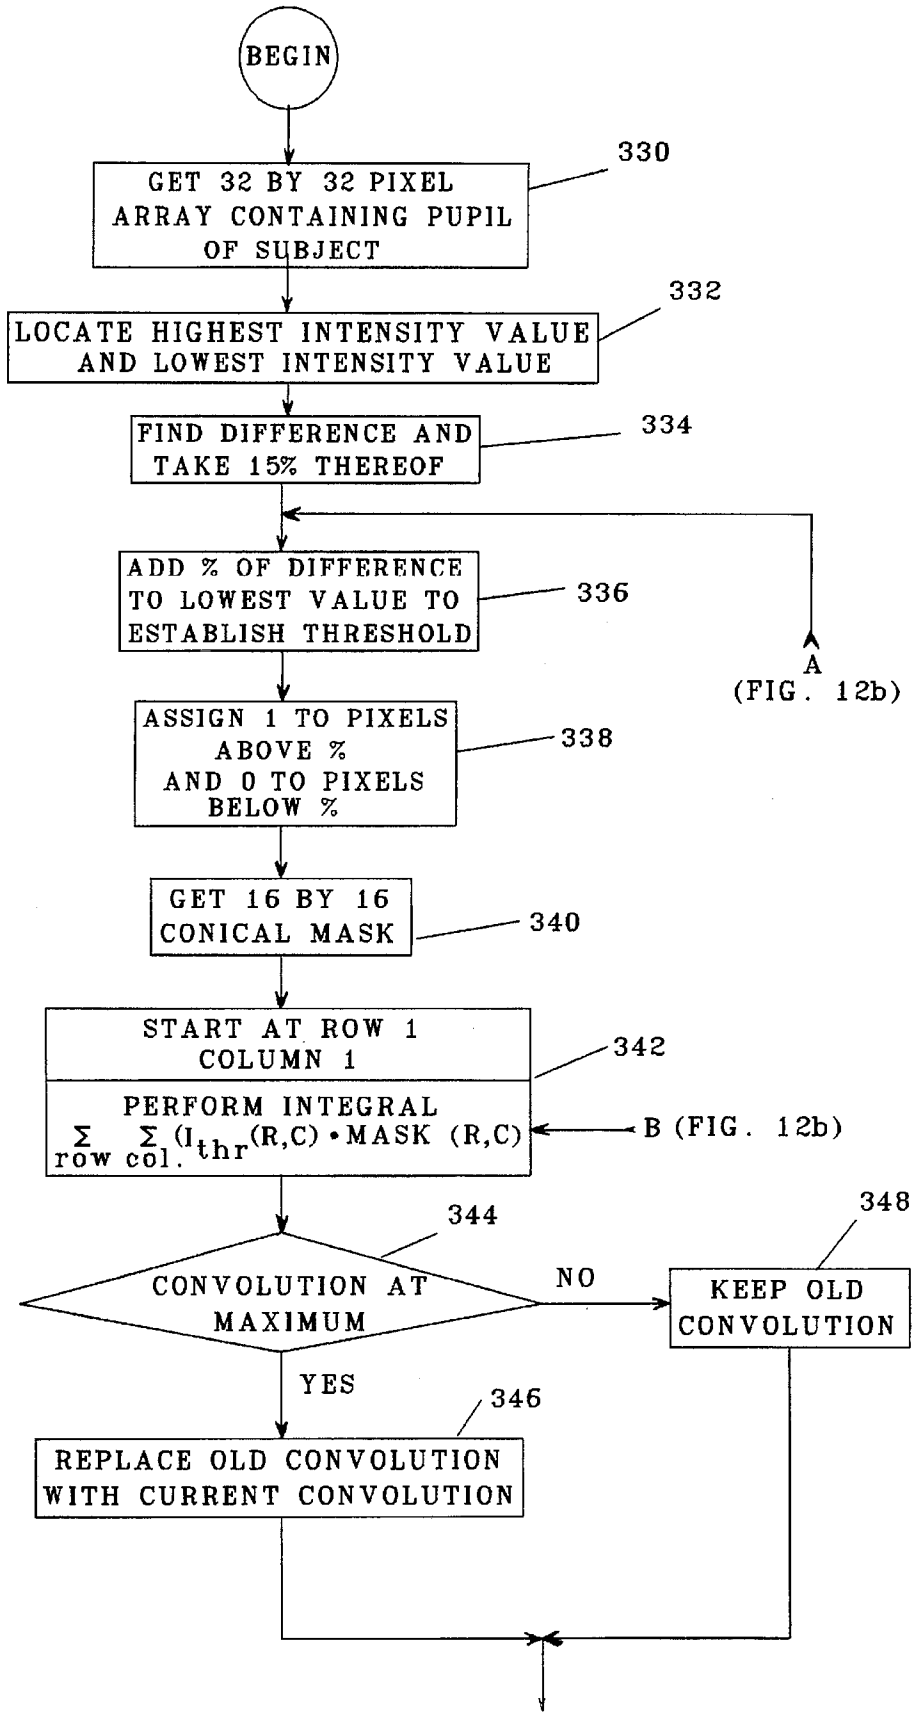 BEGIN
330
GET 32 BY 32 PIXEL
ARRAY CONTAINING PUPIL
OF SUBJECT
332
LOCATE HIGHEST INTENSITY VALUE
AND LOWEST INTENSITY VALUE
334
FIND DIFFERENCE AND
TAKE 15% THEREOF
ADD % OF DIFFERENCE
TO LOWEST VALUE TO
ESTABLISH THRESHOLD
336
A
(FIG. 12b)
ASSIGN 1 TO PIXELS
ABOVE %
AND 0 TO PIXELS
BELOW %
338
GET 16 BY 16
CONICAL MASK
340
START AT ROW 1
COLUMN 1
342
PERFORM INTEGRAL
Σ Σ (I thr (R,C) • MASK (R,C)
row col.
B (FIG. 12b)
344
CONVOLUTION AT
MAXIMUM
NO
348
KEEP OLD
CONVOLUTION
YES
346
REPLACE OLD CONVOLUTION
WITH CURRENT CONVOLUTION